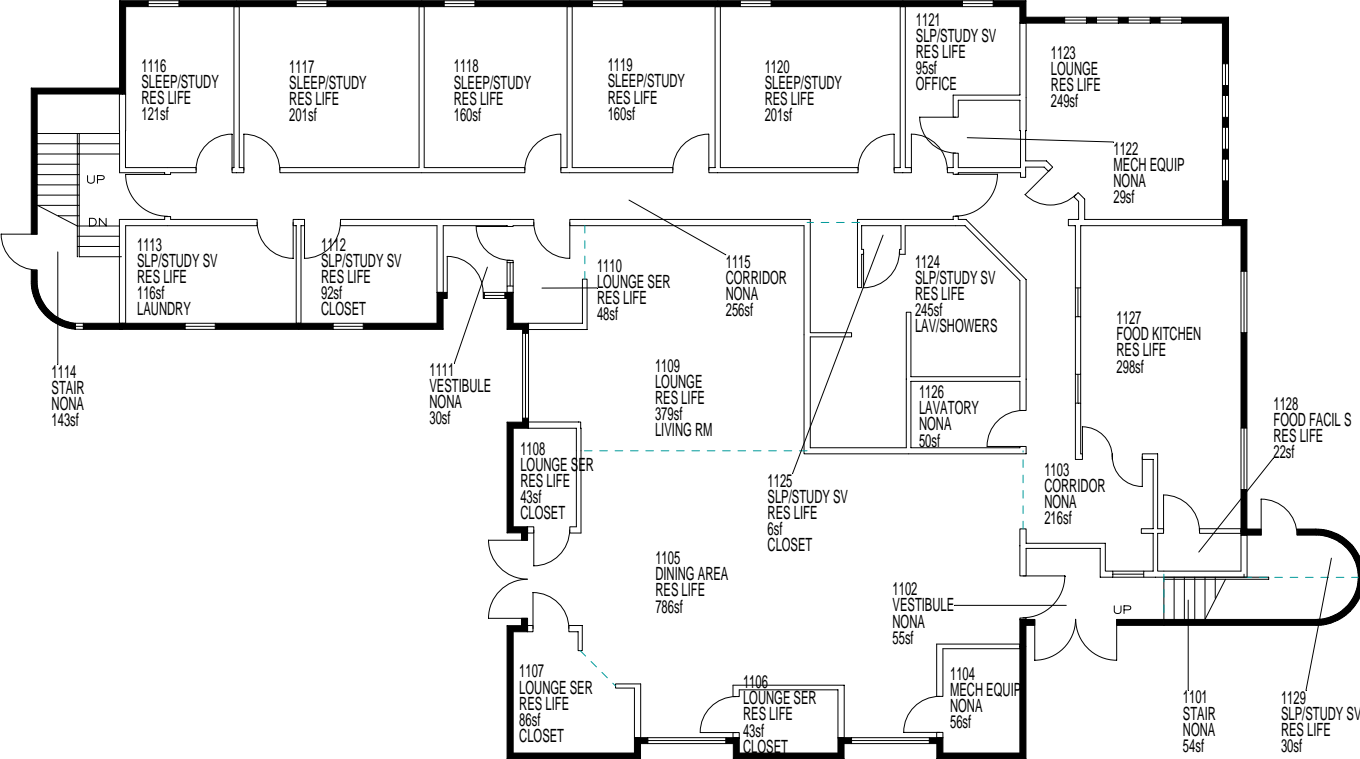 1116
SLEEP/STUDY
RES LIFE
121sf
1117
SLEEP/STUDY
RES LIFE
201sf
1118
SLEEP/STUDY
RES LIFE
160sf
1119
SLEEP/STUDY
RES LIFE
160sf
1120
SLEEP/STUDY
RES LIFE
201sf
1121
SLP/STUDY SV
RES LIFE
95sf
OFFICE
1123
LOUNGE
RES LIFE
249sf
1122
MECH EQUIP
NONA
29sf
UP
DN
1113
SLP/STUDY SV
RES LIFE
116sf
LAUNDRY
1112
SLP/STUDY SV
RES LIFE
92sf
CLOSET
1110
LOUNGE SER
RES LIFE
48sf
1115
CORRIDOR
NONA
256sf
1124
SLP/STUDY SV
RES LIFE
245sf
LAV/SHOWERS
1127
FOOD KITCHEN
RES LIFE
298sf
1114
STAIR
NONA
143sf
1111
VESTIBULE
NONA
30sf
1109
LOUNGE
RES LIFE
379sf
LIVING RM
1126
LAVATORY
NONA
50sf
1128
FOOD FACIL S
RES LIFE
22sf
1108
LOUNGE SER
RES LIFE
43sf
CLOSET
1125
SLP/STUDY SV
RES LIFE
6sf
CLOSET
1103
CORRIDOR
NONA
216sf
1105
DINING AREA
RES LIFE
786sf
1102
VESTIBULE
NONA
55sf
UP
1107
LOUNGE SER
RES LIFE
86sf
CLOSET
1106
LOUNGE SER
RES LIFE
43sf
CLOSET
1104
MECH EQUIP
NONA
56sf
1101
STAIR
NONA
54sf
1129
SLP/STUDY SV
RES LIFE
30sf